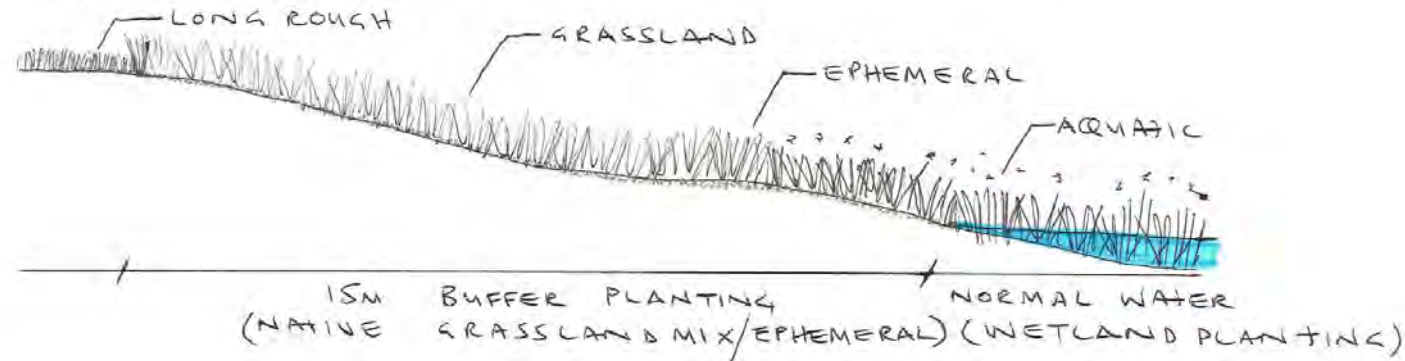 LONG ROUGH
GRASSLAND
EPHEMERAL
AQUATIC
15M BUFFER PLANTING
(NATIVE GRASSLAND MIX/EPHEMERAL)
NORMAL WATER
(WETLAND PLANTING)